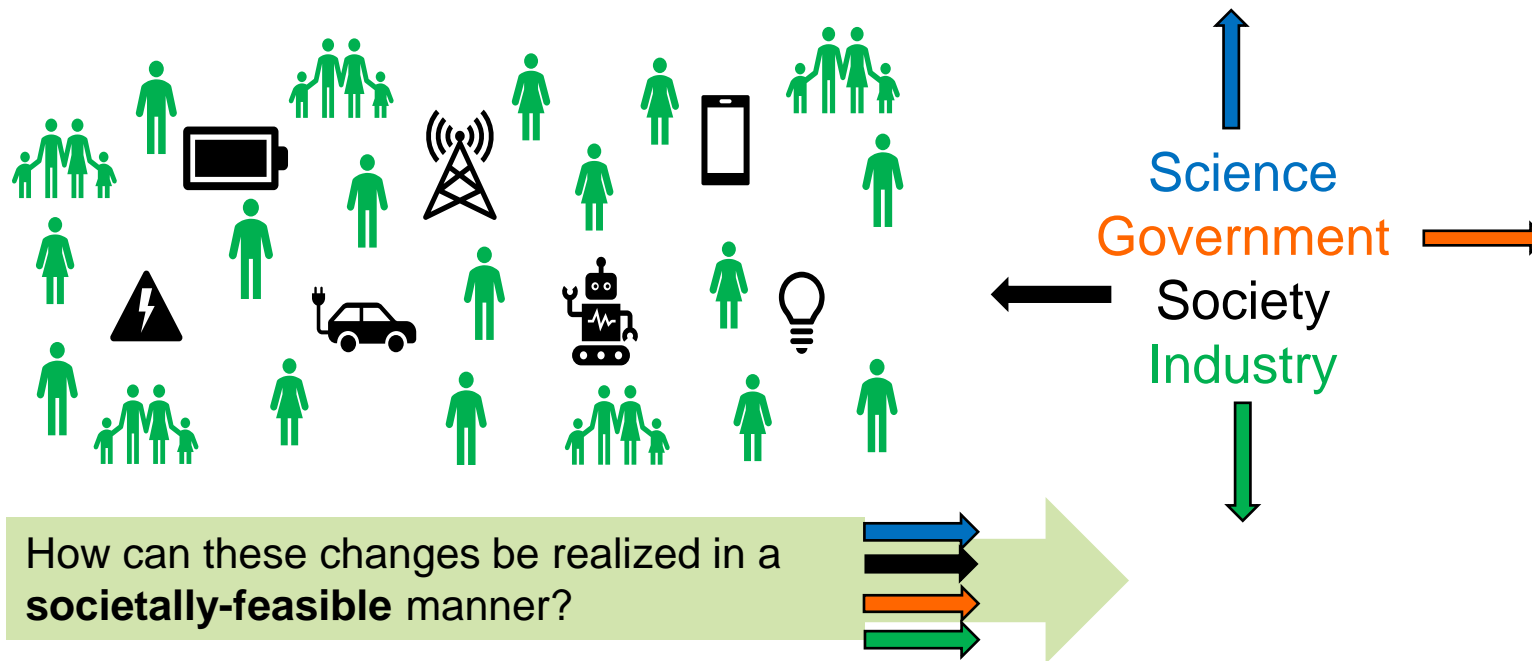 Science
Government
Society
Industry
How can these changes be realized in a
societally-feasible manner?